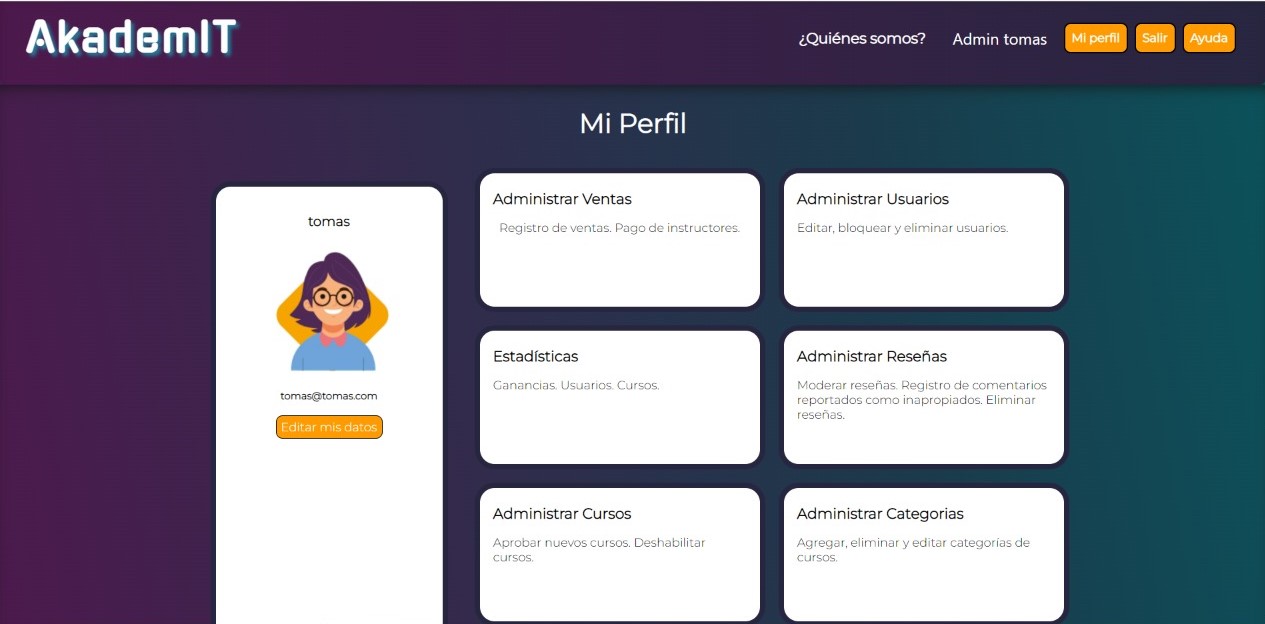 AkademIT
¿Quiénes somos? Admin tomas Mi perfil Salir Ayuda
Mi Perfil
tomas
tomas@tomas.com
Editar mis datos
Administrar Ventas
Registro de ventas. Pago de instructores.
Administrar Usuarios
Editar, bloquear y eliminar usuarios.
Estadísticas
Ganancias. Usuarios. Cursos.
Administrar Reseñas
Moderar reseñas. Registro de comentarios
reportados como inapropiados. Eliminar
reseñas.
Administrar Cursos
Aprobar nuevos cursos. Deshabilitar
cursos.
Administrar Categorias
Agregar, eliminar y editar categorías de
cursos.